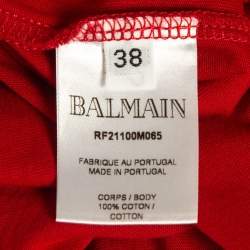 38
BALMAIN
RF21100M065
FABRIQUE AU PORTUGAL
MADE IN PORTUGAL
CORPS / BODY
100% COTON /
COTTON